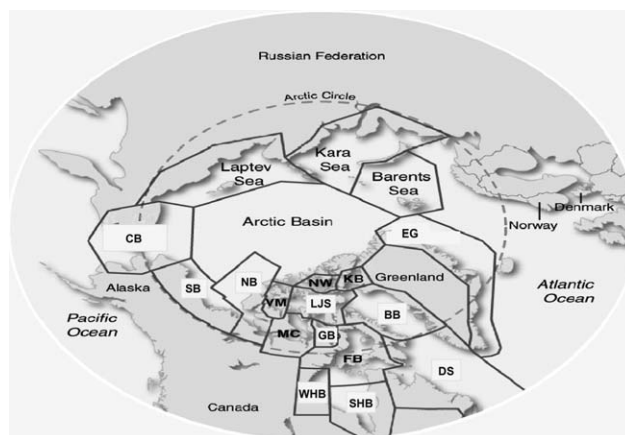 Russian Federation
Arctic Circle
Kara
Sea
Laptev
Sea
Barents
Sea
Norway
Denmark
Arctic Basin
EG
CB
Greenland
Atlantic
Ocean
Alaska
SB
NB
NW
KB
VM
LJS
BB
Pacific
Ocean
MC
GB
FB
DS
WHB
SHB
Canada